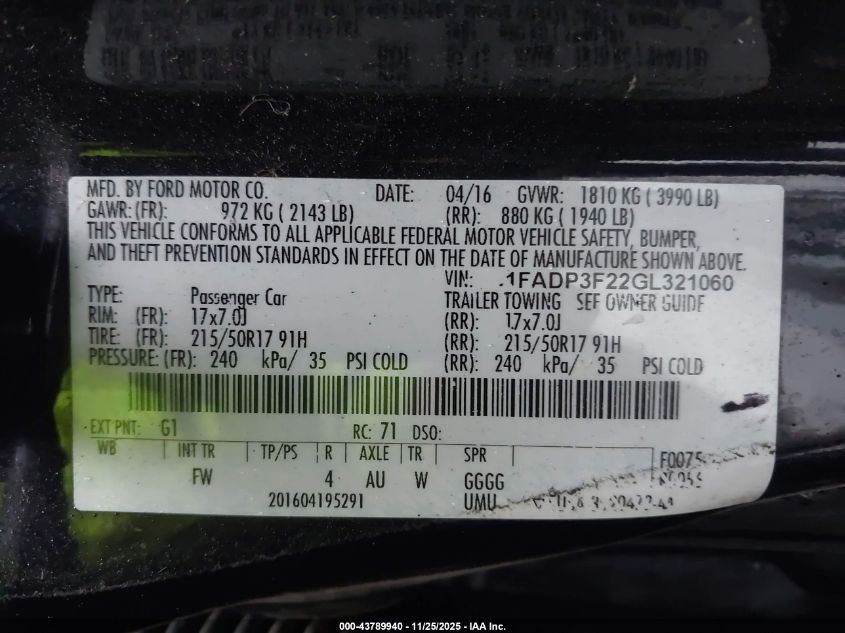 MFD. BY FORD MOTOR CO. DATE: 04/16 GVWR: 1810 KG ( 3990 LB)
GAWR: (FR): 972 KG ( 2143 LB) (RR): 880 KG ( 1940 LB)
THIS VEHICLE CONFORMS TO ALL APPLICABLE FEDERAL MOTOR VEHICLE SAFETY, BUMPER,
AND THEFT PREVENTION STANDARDS IN EFFECT ON THE DATE OF MANUFACTURE SHOWN ABOVE.
VIN: 1FADP3F22GL321060
TYPE: Passenger Car TRAILER TOWING SEE OWNER GUIDE
RIM: (FR): 17x7.0J (RR): 17x7.0J
TIRE: (FR): 215/50R17 91H (RR): 215/50R17 91H
PRESSURE: (FR): 240 kPa/ 35 PSI COLD (RR): 240 kPa/ 35 PSI COLD
EXT PNT: G1 RC: 71 DSO:
WB INT TR TP/PS R AXLE TR SPR F0075
FW 4 AU W GGGG
201604195291 UMU
000-43789940 - 11/25/2025 - IAA Inc.